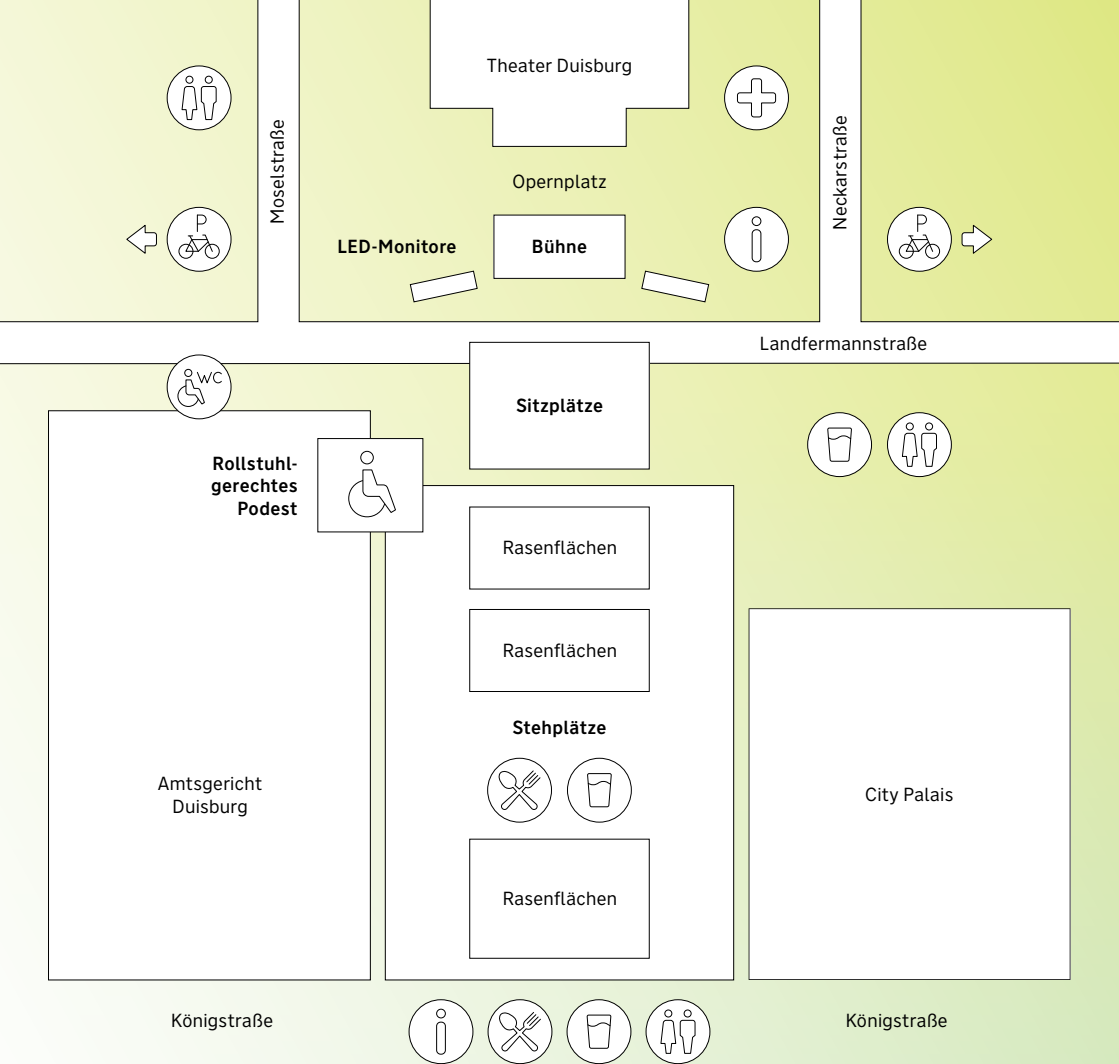 Theater Duisburg
Moselstraße
Neckarstraße
Opernplatz
P
P
LED-Monitore
Bühne
Landfermannstraße
WC
Sitzplätze
Rollstuhl-
gerechtes
Podest
Rasenflächen
Rasenflächen
Stehplätze
Amtsgericht
Duisburg
City Palais
Rasenflächen
Königstraße
Königstraße